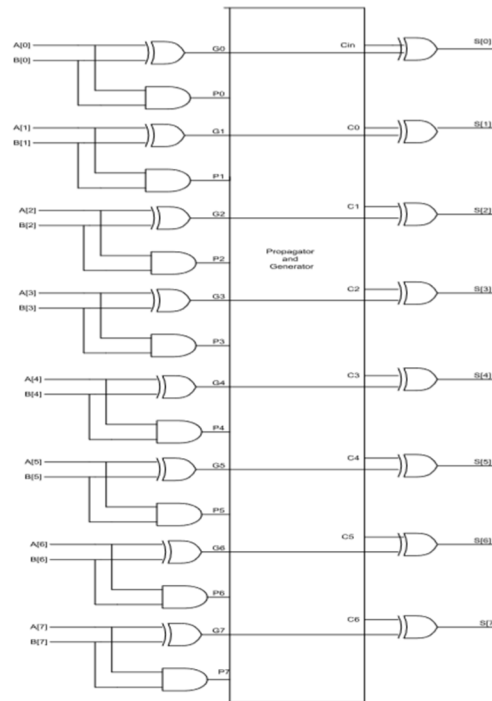 A[0]
B[0]
G0
P0
Cin
S[0]
A[1]
B[1]
G1
P1
C0
S[1]
A[2]
B[2]
G2
P2
C1
S[2]
Propagator
and
Generator
A[3]
B[3]
G3
P3
C2
S[3]
A[4]
B[4]
G4
P4
C3
S[4]
A[5]
B[5]
G5
P5
C4
S[5]
A[6]
B[6]
G6
P6
C5
S[6]
A[7]
B[7]
G7
P7
C6
S[7